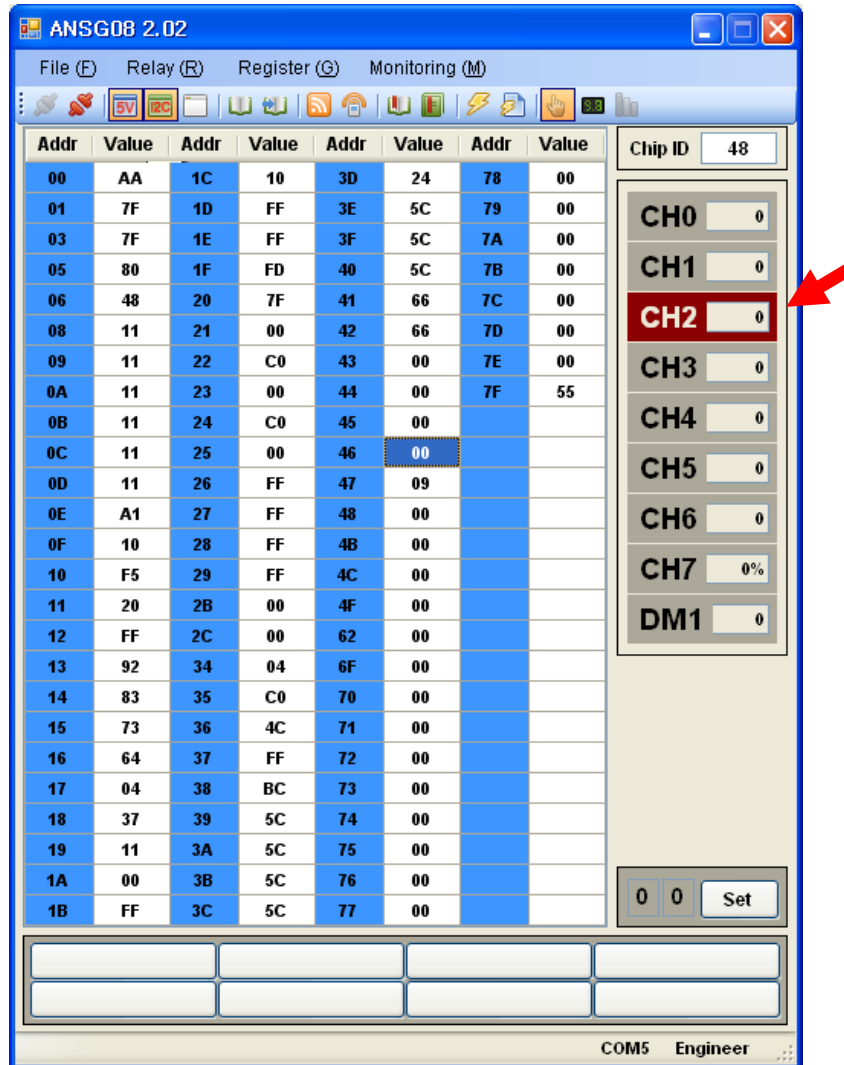 ANSG08 2.02
File (F) Relay (R) Register (G) Monitoring (M)
5V I2C 3.3
Addr Value Addr Value Addr Value Addr Value
00 AA 1C 10 3D 24 78 00
01 7F 1D FF 3E 5C 79 00
03 7F 1E FF 3F 5C 7A 00
05 80 1F FD 40 5C 7B 00
06 48 20 7F 41 66 7C 00
08 11 21 00 42 66 7D 00
09 11 22 C0 43 00 7E 00
0A 11 23 00 44 00 7F 55
0B 11 24 C0 45 00
0C 11 25 00 46 00
0D 11 26 FF 47 09
0E A1 27 FF 48 00
0F 10 28 FF 4B 00
10 F5 29 FF 4C 00
11 20 2B 00 4F 00
12 FF 2C 00 62 00
13 92 34 04 6F 00
14 83 35 C0 70 00
15 73 36 4C 71 00
16 64 37 FF 72 00
17 04 38 BC 73 00
18 37 39 5C 74 00
19 11 3A 5C 75 00
1A 00 3B 5C 76 00
1B FF 3C 5C 77 00
Chip ID 48
CH0 0
CH1 0
CH2 0
CH3 0
CH4 0
CH5 0
CH6 0
CH7 0%
DM1 0
0 0 Set
COM5 Engineer